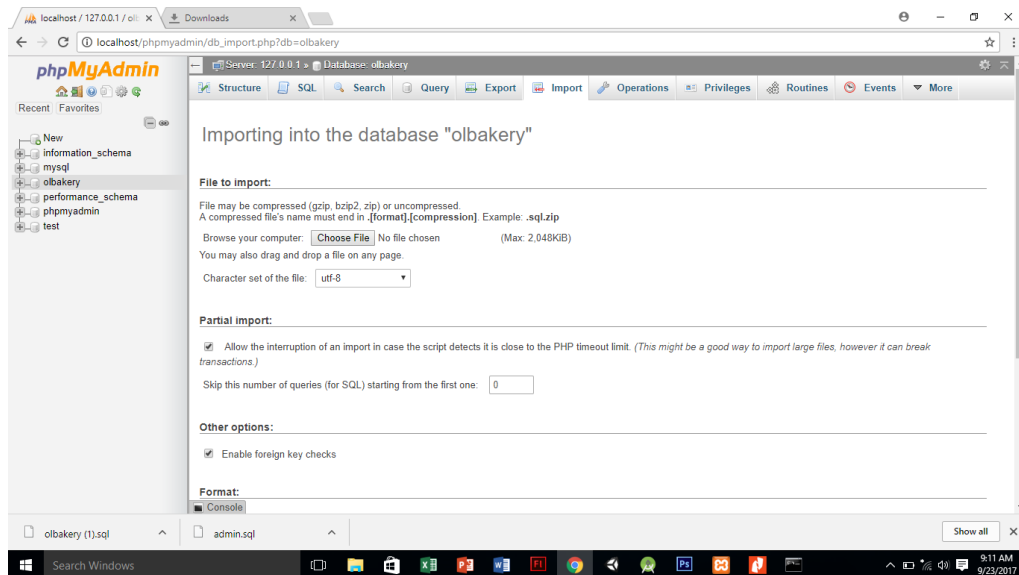 localhost / 127.0.0.1 / olb
Downloads
localhost/phpmyadmin/db_import.php?db=olbakery
phpMyAdmin
Recent Favorites
New
information_schema
mysql
olbakery
performance_schema
phpmyadmin
test
Server: 127.0.0.1 » Database: olbakery
Structure SQL Search Query Export Import Operations Privileges Routines Events More
Importing into the database "olbakery"
File to import:
File may be compressed (gzip, bzip2, zip) or uncompressed.
A compressed file's name must end in .[format].[compression]. Example: .sql.zip
Browse your computer: Choose File No file chosen (Max: 2,048KiB)
You may also drag and drop a file on any page.
Character set of the file: utf-8
Partial import:
Allow the interruption of an import in case the script detects it is close to the PHP timeout limit. (This might be a good way to import large files, however it can break
transactions.)
Skip this number of queries (for SQL) starting from the first one: 0
Other options:
Enable foreign key checks
Format:
Console
olbakery (1).sql
admin.sql
Show all
Search Windows
Ps
9:11 AM
9/23/2017